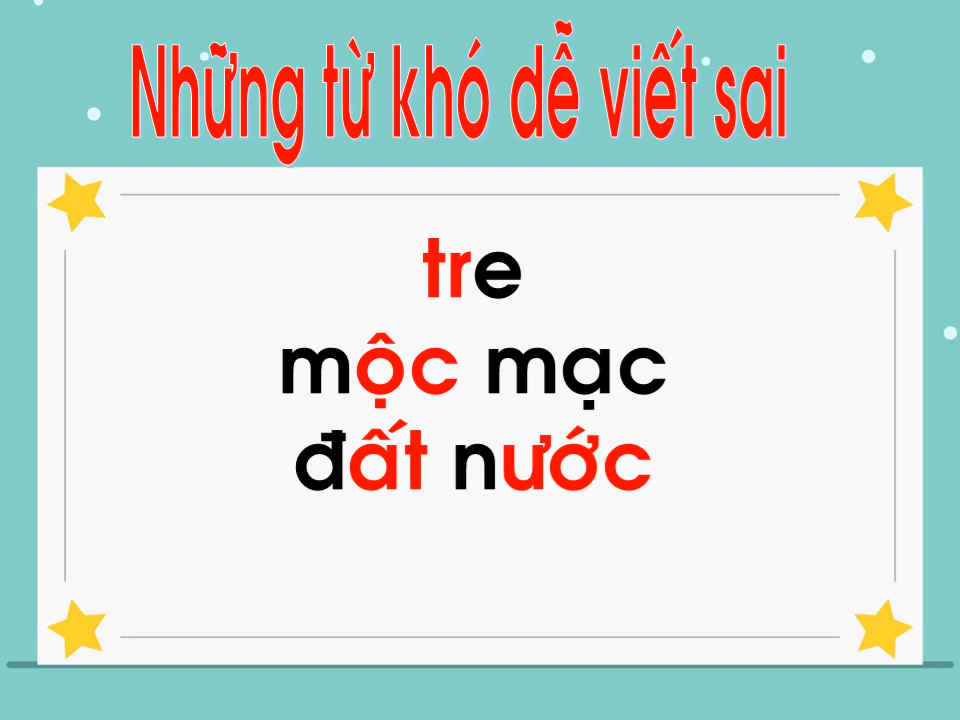 Những từ khó dễ viết sai
tre
mộc mạc
đất nước